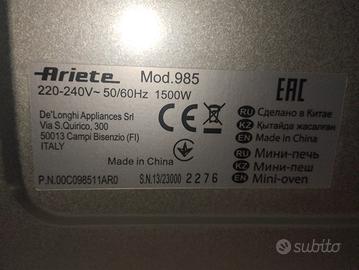 Ariete Mod.985
220-240V~ 50/60Hz 1500W
De'Longhi Appliances Srl
Via S.Quirico, 300
50013 Campi Bisenzio (FI)
ITALY
CE
Made in China
P.N.00C098511AR0 S.N.13/23000 2276
EAC
RU Сделано в Китае
KZ Қытайда жасалған
EN Made in China
RU Мини-печь
KZ Мини-пеш
EN Mini-oven
subito